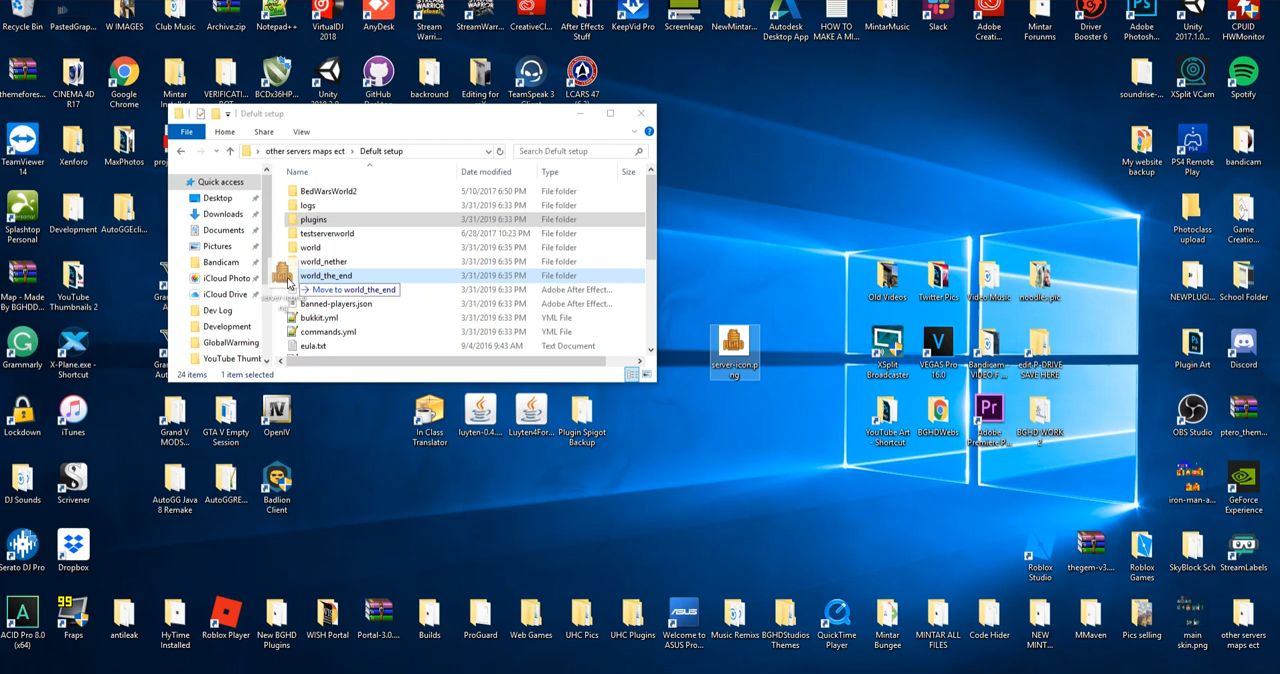 Recycle Bin
PastedGrap...
W IMAGES
Club Music
Archive.zip
Notepad++
VirtualDJ
2018
AnyDesk
Stream
Warri...
StreamWar...
CreativeCl...
After Effects
Stuff
KeepVid Pro
Screenleap
NewMintar...
Autodesk
Desktop App
HOW TO
MAKE A MI...
MintarMusic
Slack
Adobe
Creati...
Mintar
Forunms
Driver
Booster 6
Adobe
Photosh...
Unity
2017.1.0...
CPUID
HWMonitor
themefores...
CINEMA 4D
R17
Google
Chrome
Mintar
Installed
VERIFICATI...
BCDx36HP...
Unity
GitHub
backround
Editing for
TeamSpeak 3
LCARS 47
soundrise-...
XSplit VCam
Spotify
Defult setup
File
Home
Share
View
other servers maps ect > Defult setup
Search Defult setup
Name
Date modified
Type
Size
Quick access
Desktop
Downloads
Documents
Pictures
Bandicam
iCloud Photo
iCloud Drive
Dev Log
Development
GlobalWarming
YouTube Thumb
BedWarsWorld2 5/10/2017 6:50 PM File folder
logs 3/31/2019 6:33 PM File folder
plugins 3/31/2019 6:33 PM File folder
testserverworld 6/28/2017 10:23 PM File folder
world 3/31/2019 6:35 PM File folder
world_nether 3/31/2019 6:35 PM File folder
world_the_end 3/31/2019 6:35 PM File folder
Move to world_the_end 3/31/2019 6:33 PM Adobe After Effect...
banned-players.json 3/31/2019 6:33 PM Adobe After Effect...
bukkit.yml 3/31/2019 6:33 PM YML File
commands.yml 3/31/2019 6:33 PM YML File
eula.txt 9/4/2016 9:43 AM Text Document
24 items
1 item selected
server-icon.p
ng
TeamViewer
14
Xenforo
MaxPhotos
My website
backup
PS4 Remote
Play
bandicam
Splashtop
Personal
Development
AutoGGEcli...
Photoclass
upload
Game
Creatio...
Map - Made
By BGHDD...
YouTube
Thumbnails 2
Old Videos
Twitter Pics
Video Music
noodles pic
NEWPLUGI...
School Folder
Grammarly
X-Plane.exe -
Shortcut
XSplit
Broadcaster
VEGAS Pro
16.0
Bandicam -
edit P-DRIVE
SAVE HERE
Plugin Art
Discord
Lockdown
iTunes
Grand V
MODS...
GTA V Empty
Session
OpenIV
In Class
Translator
luyten-0.4....
Luyten4For...
Plugin Spigot
Backup
YouTube Art
- Shortcut
BGHDWebs
Adobe
Premiere P...
BGHD WORK
2
OBS Studio
ptero_them...
DJ Sounds
Scrivener
AutoGG Java
8 Remake
AutoGGRE...
Badlion
Client
iron-man-a...
GeForce
Experience
Serato DJ Pro
Dropbox
Roblox
Studio
thegem-v3....
Roblox
Games
SkyBlock Sch
StreamLabels
99
ACID Pro 8.0
(x64)
Fraps
antileak
HyTime
Installed
Roblox Player
New BGHD
Plugins
WISH Portal
Portal-3.0....
Builds
ProGuard
Web Games
UHC Pics
UHC Plugins
Welcome to
ASUS Pro...
Music Remixs
BGHDStudios
Themes
QuickTime
Player
Mintar
Bungee
MINTAR ALL
FILES
Code Hider
NEW
MINT...
MMaven
Pics selling
main
skin.png
other servers
maps ect